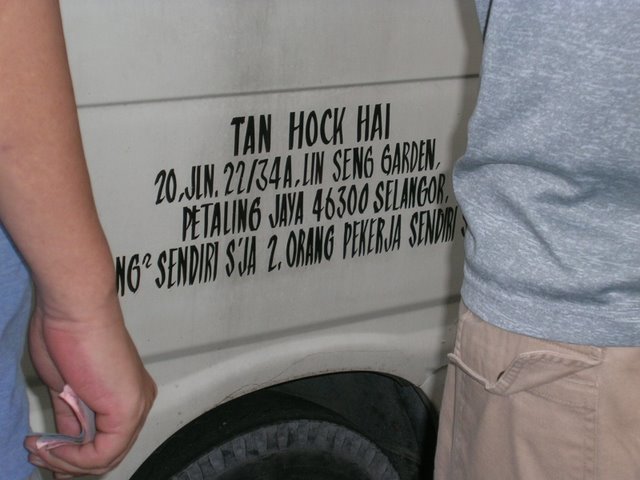 TAN HOCK HAI
20, JLN. 22/34A, LIN SENG GARDEN,
PETALING JAYA 46300 SELANGOR.
SENDIRI S'JA 2. ORANG PEKERJA SENDIRI